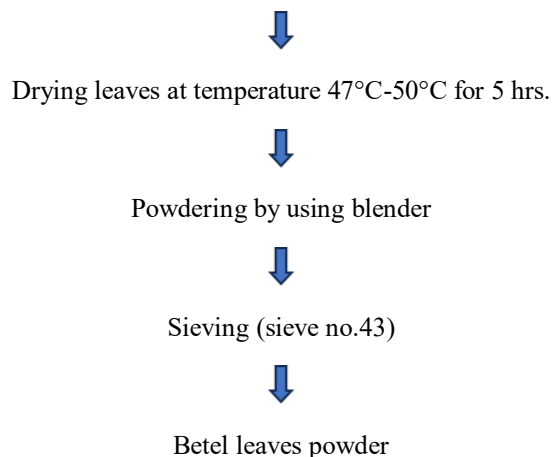 Drying leaves at temperature 47°C-50°C for 5 hrs.
Powdering by using blender
Sieving (sieve no.43)
Betel leaves powder